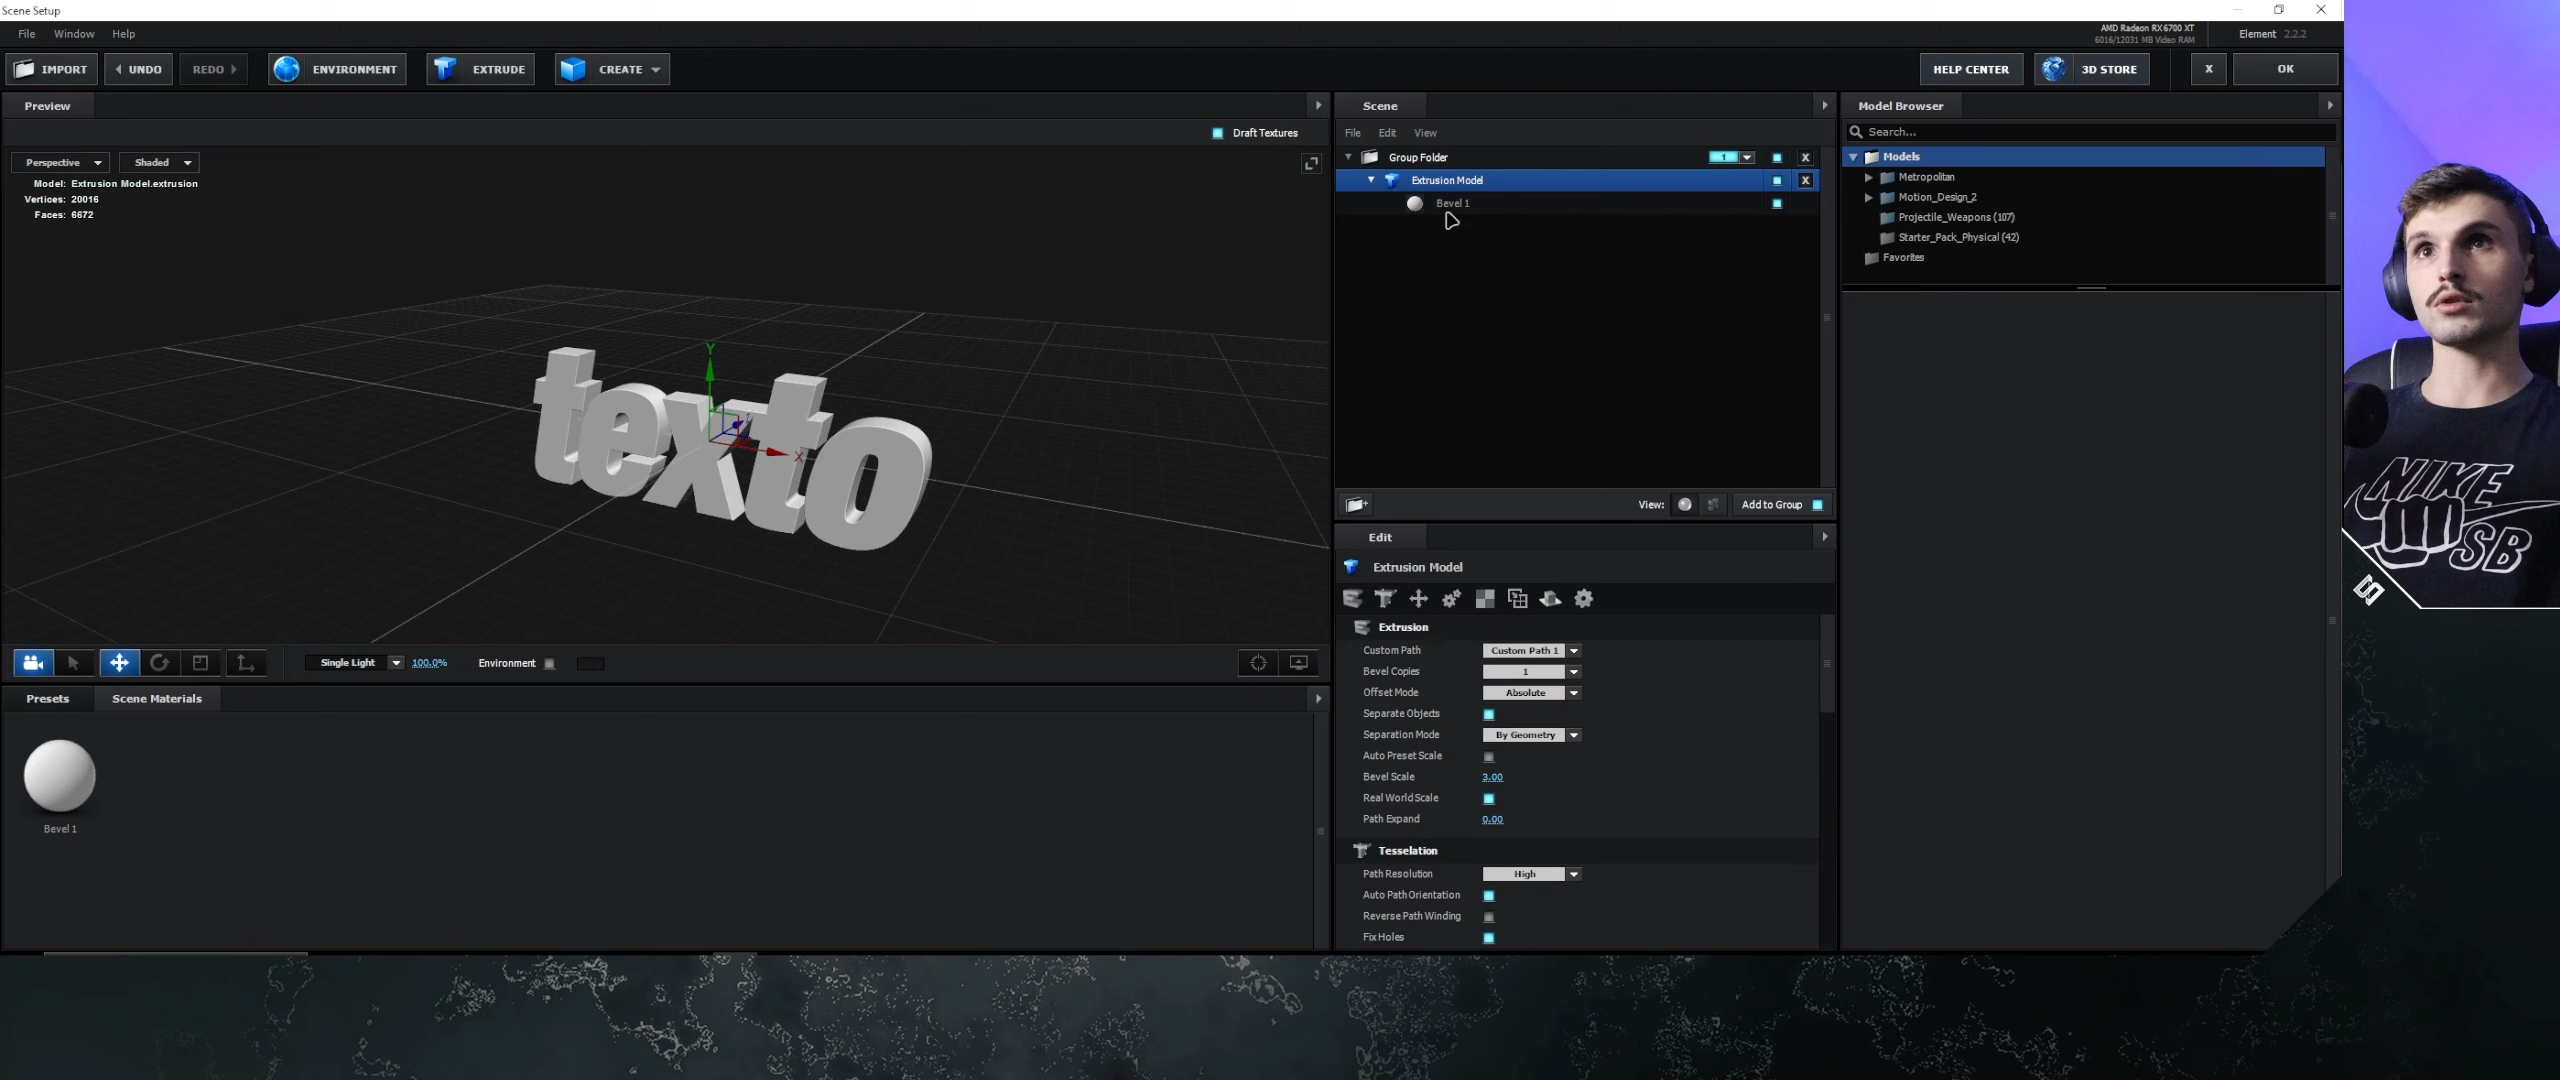 Scene Setup
File Window Help
AMD Radeon RX 6700 XT
6016/12031 MB Video RAM
Element 2.2.2
IMPORT UNDO REDO ENVIRONMENT EXTRUDE CREATE HELP CENTER 3D STORE X OK
Preview
Draft Textures
Perspective Shaded
Model: Extrusion Model.extrusion
Vertices: 20016
Faces: 6672
texto
Y
X
Single Light 100.0% Environment
Presets Scene Materials
Bevel 1
Scene
File Edit View
Group Folder 1 X
Extrusion Model X
Bevel 1
View: Add to Group
Edit
Extrusion Model
Extrusion
Custom Path Custom Path 1
Bevel Copies 1
Offset Mode Absolute
Separate Objects
Separation Mode By Geometry
Auto Preset Scale
Bevel Scale 3.00
Real World Scale
Path Expand 0.00
Tesselation
Path Resolution High
Auto Path Orientation
Reverse Path Winding
Fix Holes
Model Browser
Search...
Models
Metropolitan
Motion_Design_2
Projectile_Weapons (107)
Starter_Pack_Physical (42)
Favorites
NIKE
SB